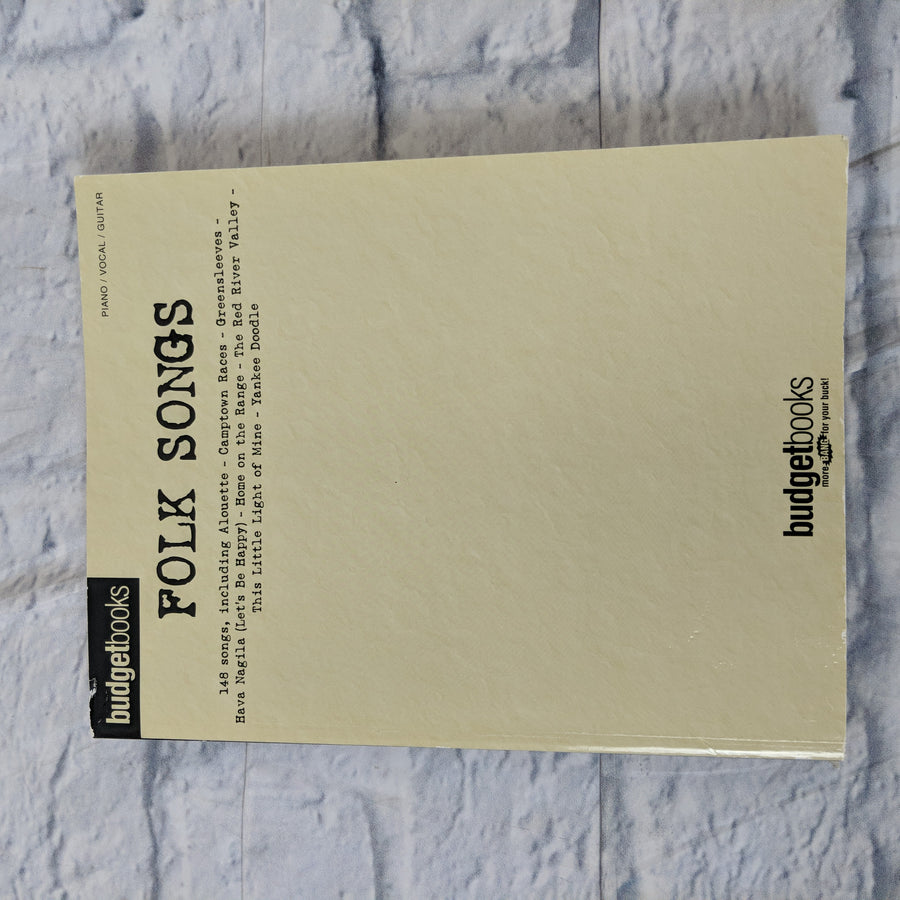 budgetbooks
PIANO / VOCAL / GUITAR
FOLK SONGS
148 songs, including Alouette - Camptown Races - Greensleeves -
Hava Nagila (Let's Be Happy) - Home on the Range - The Red River Valley -
This Little Light of Mine - Yankee Doodle
budgetbooks
more BANG for your buck!